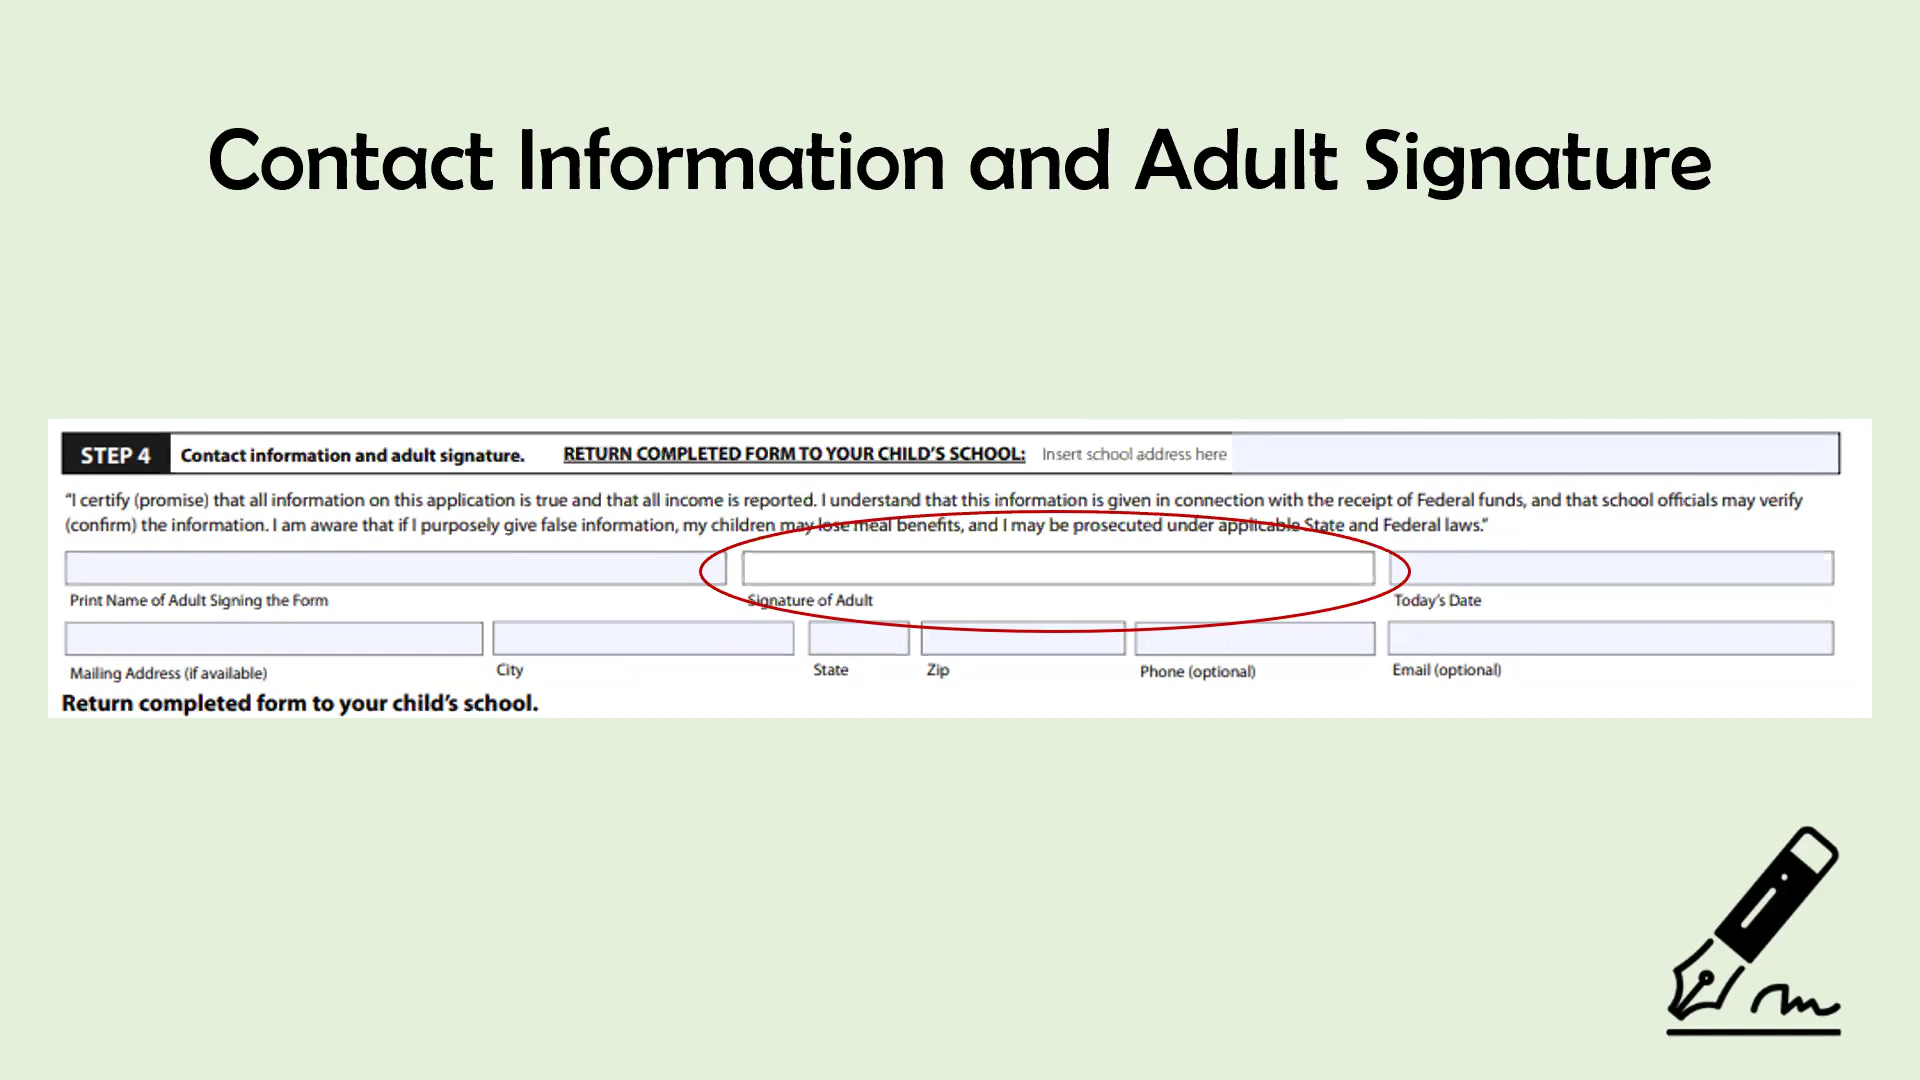 Contact Information and Adult Signature
STEP 4 Contact information and adult signature. RETURN COMPLETED FORM TO YOUR CHILD'S SCHOOL: Insert school address here
“I certify (promise) that all information on this application is true and that all income is reported. I understand that this information is given in connection with the receipt of Federal funds, and that school officials may verify
(confirm) the information. I am aware that if I purposely give false information, my children may lose meal benefits, and I may be prosecuted under applicable State and Federal laws.”
Print Name of Adult Signing the Form Signature of Adult Today’s Date
Mailing Address (if available) City State Zip Phone (optional) Email (optional)
Return completed form to your child’s school.